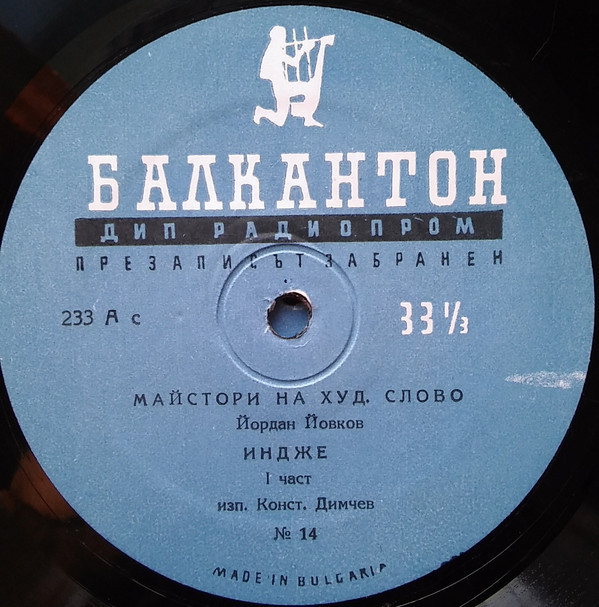 БАЛКАНТОН
ДИП РАДИОПРОМ
ПРЕЗАПИСЪТ ЗАБРАНЕН
233 А с
33 1/3
МАЙСТОРИ НА ХУД. СЛОВО
Йордан Йовков
ИНДЖЕ
I част
изп. Конст. Димчев
№ 14
MADE IN BULGARIA